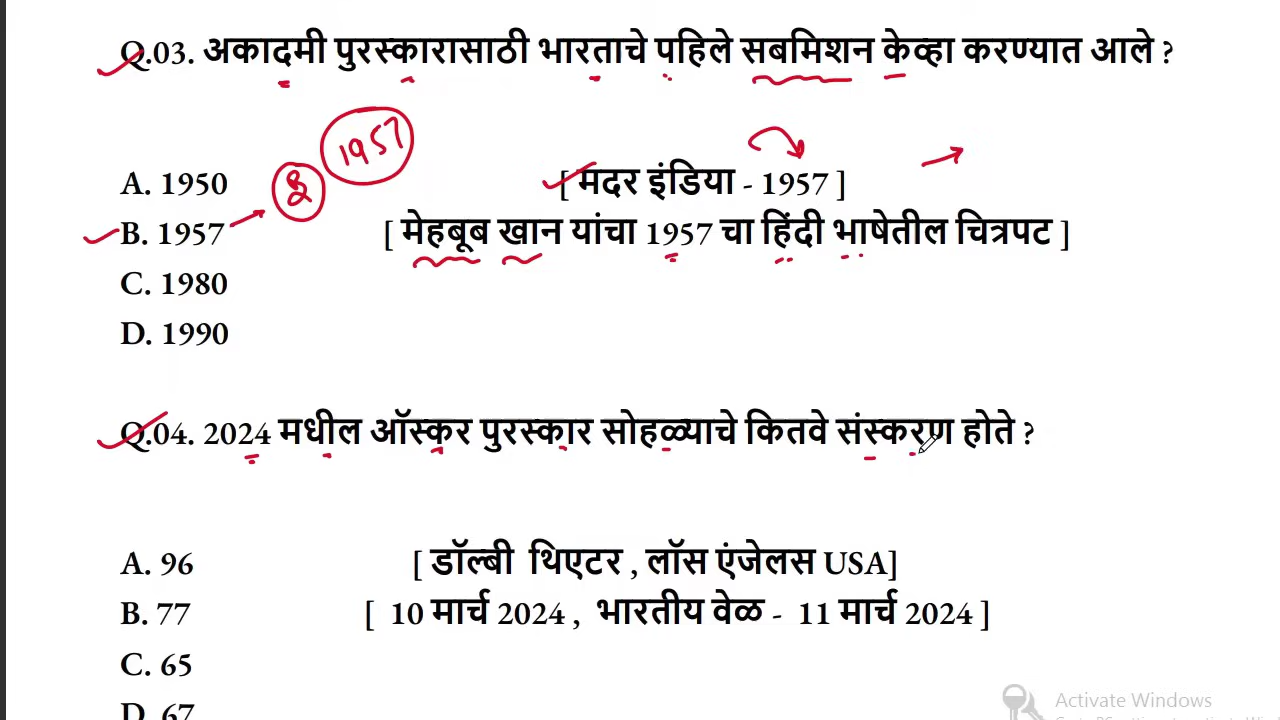 Q.03. अकादमी पुरस्कारासाठी भारताचे पहिले सबमिशन केव्हा करण्यात आले ?
1957
A. 1950 [ मदर इंडिया - 1957 ]
B. 1957 [ मेहबूब खान यांचा 1957 चा हिंदी भाषेतील चित्रपट ]
C. 1980
D. 1990
Q.04. 2024 मधील ऑस्कर पुरस्कार सोहळ्याचे कितवे संस्करण होते ?
A. 96 [ डॉल्बी थिएटर , लॉस एंजेलस USA]
B. 77 [ 10 मार्च 2024 , भारतीय वेळ - 11 मार्च 2024 ]
C. 65
D. 67
Activate Windows